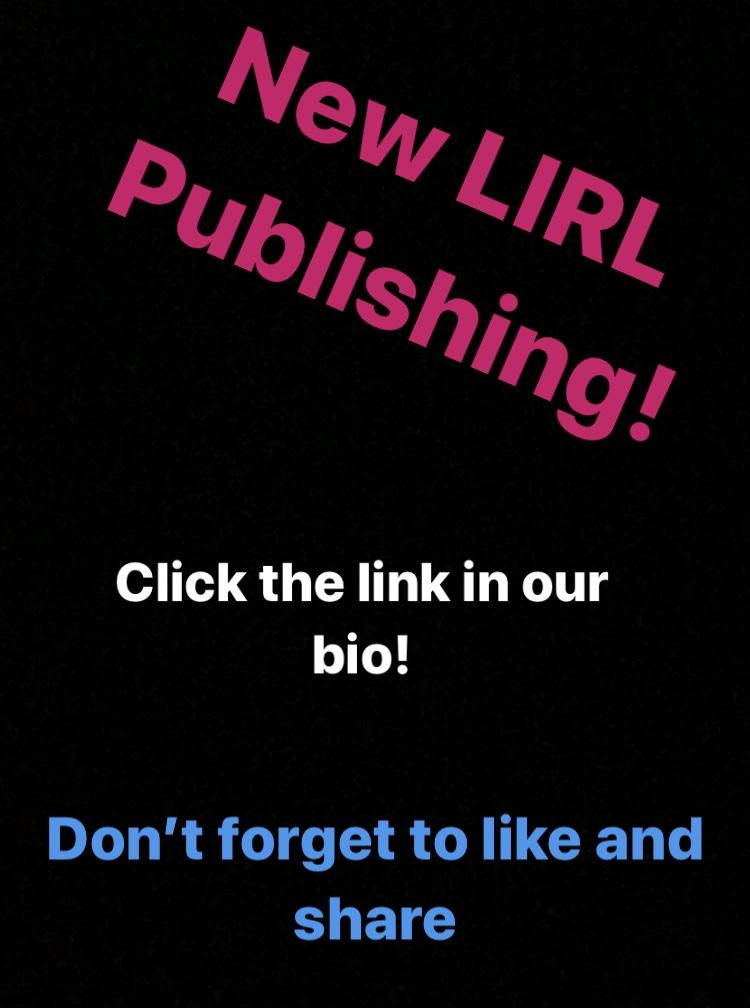 New LIRL
Publishing!
Click the link in our
bio!
Don’t forget to like and
share